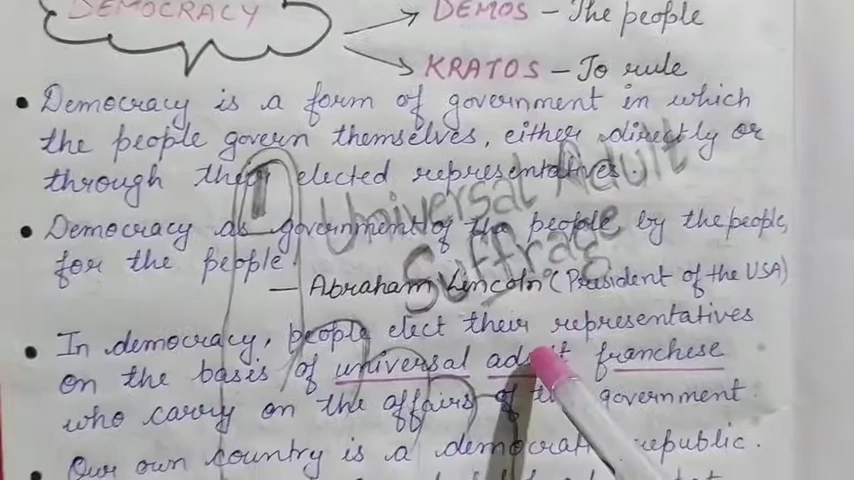 DEMOCRACY
DEMOS - The people
KRATOS - To rule
• Democracy is a form of government in which
the people govern themselves, either directly or
through their elected representatives.
• Democracy as government of the people by the people,
for the people!
- Abraham Lincoln (President of the USA)
Universal Adult
Suffrage
• In democracy, people elect their representatives
on the basis of universal adult franchese
who carry on the affairs of the government.
• Our own country is a democratic republic.